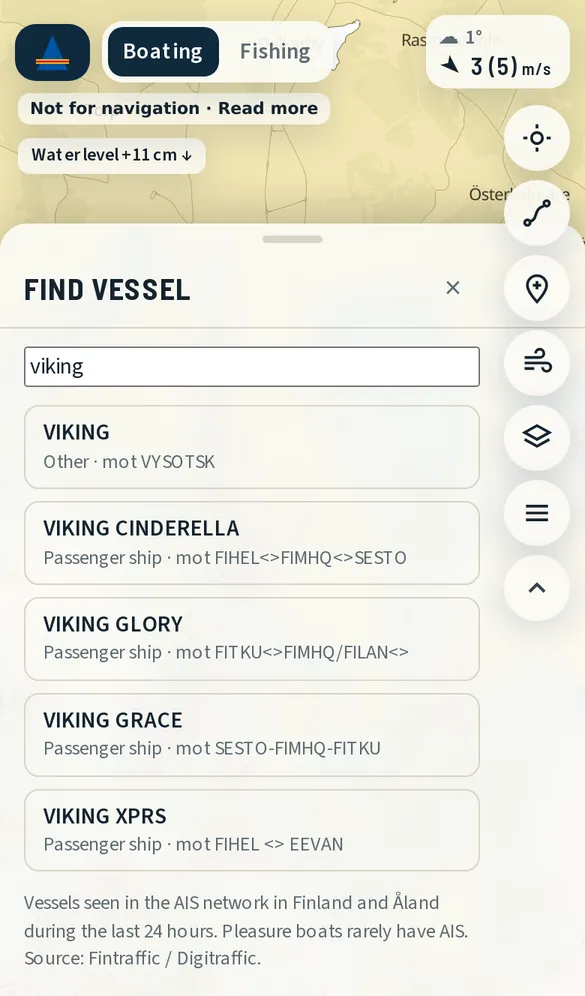 Boating
Fishing
1°
3 (5) m/s
Not for navigation · Read more
Water level +11 cm ↓
FIND VESSEL
×
viking
VIKING
Other · mot VYSOTSK
VIKING CINDERELLA
Passenger ship · mot FIHEL<>FIMHQ<>SESTO
VIKING GLORY
Passenger ship · mot FITKU<>FIMHQ/FILAN<>
VIKING GRACE
Passenger ship · mot SESTO-FIMHQ-FITKU
VIKING XPRS
Passenger ship · mot FIHEL <> EEVAN
Vessels seen in the AIS network in Finland and Åland
during the last 24 hours. Pleasure boats rarely have AIS.
Source: Fintraffic / Digitraffic.